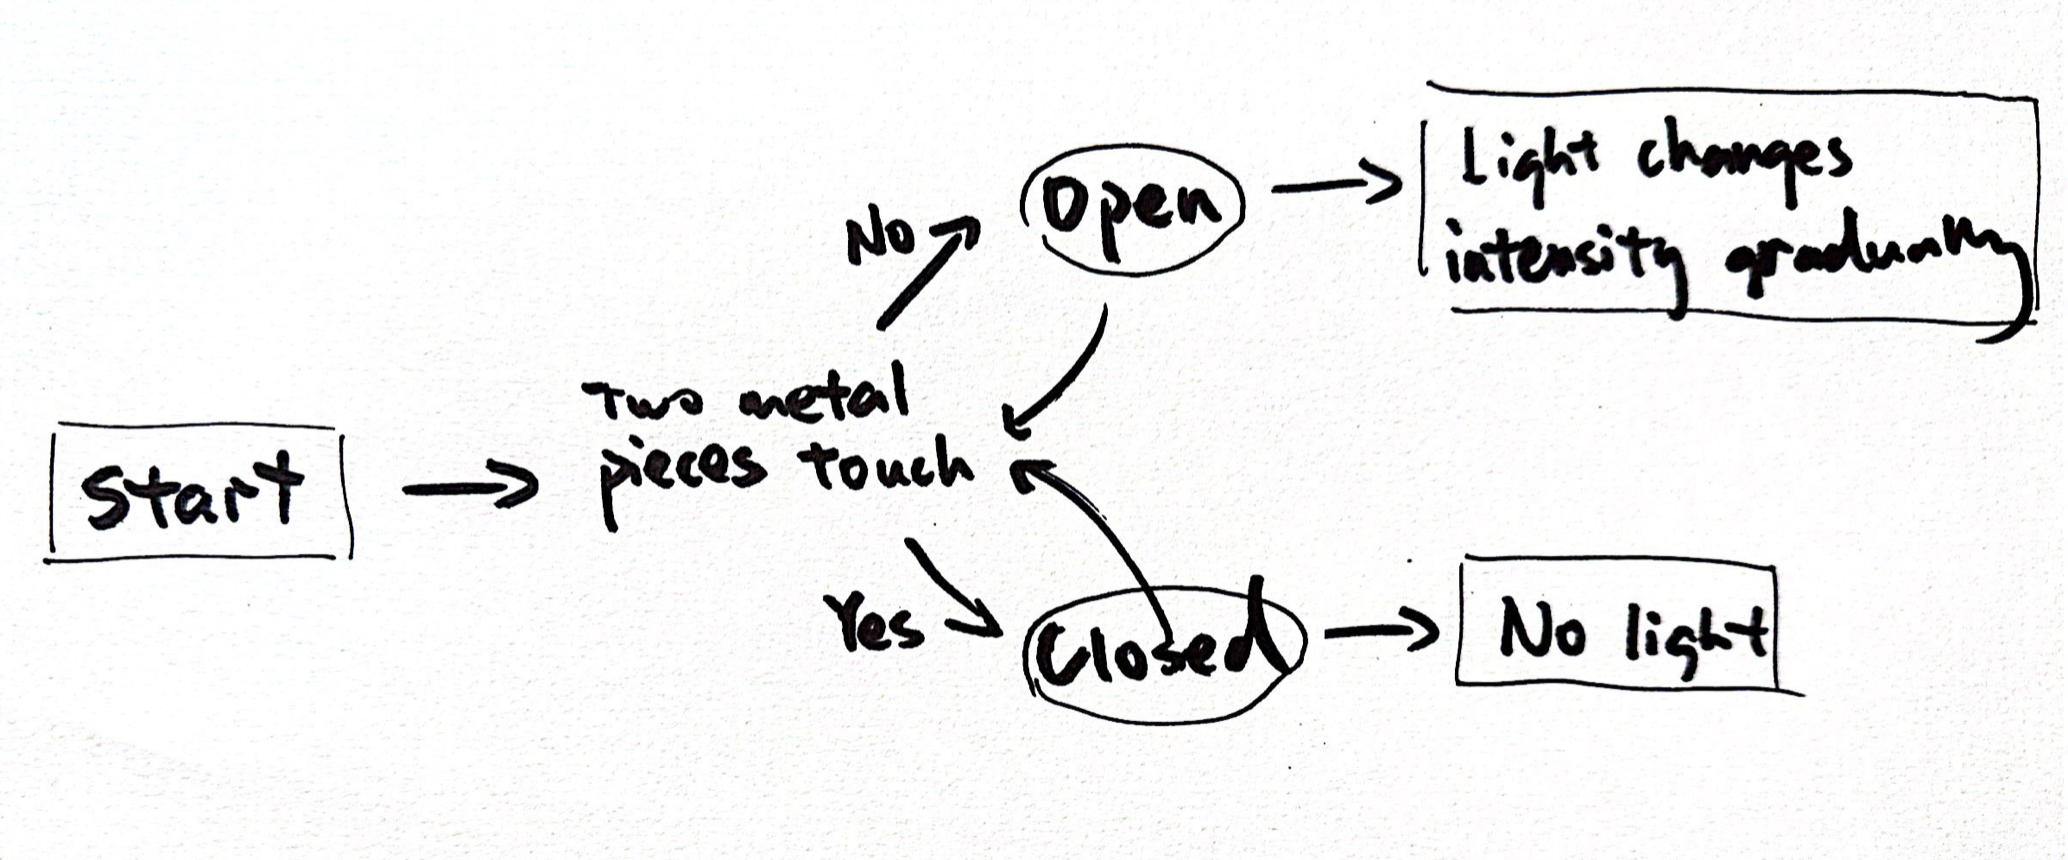 Start
Two metal
pieces touch
No
Open
Light changes
intensity gradually
Yes
Closed
No light